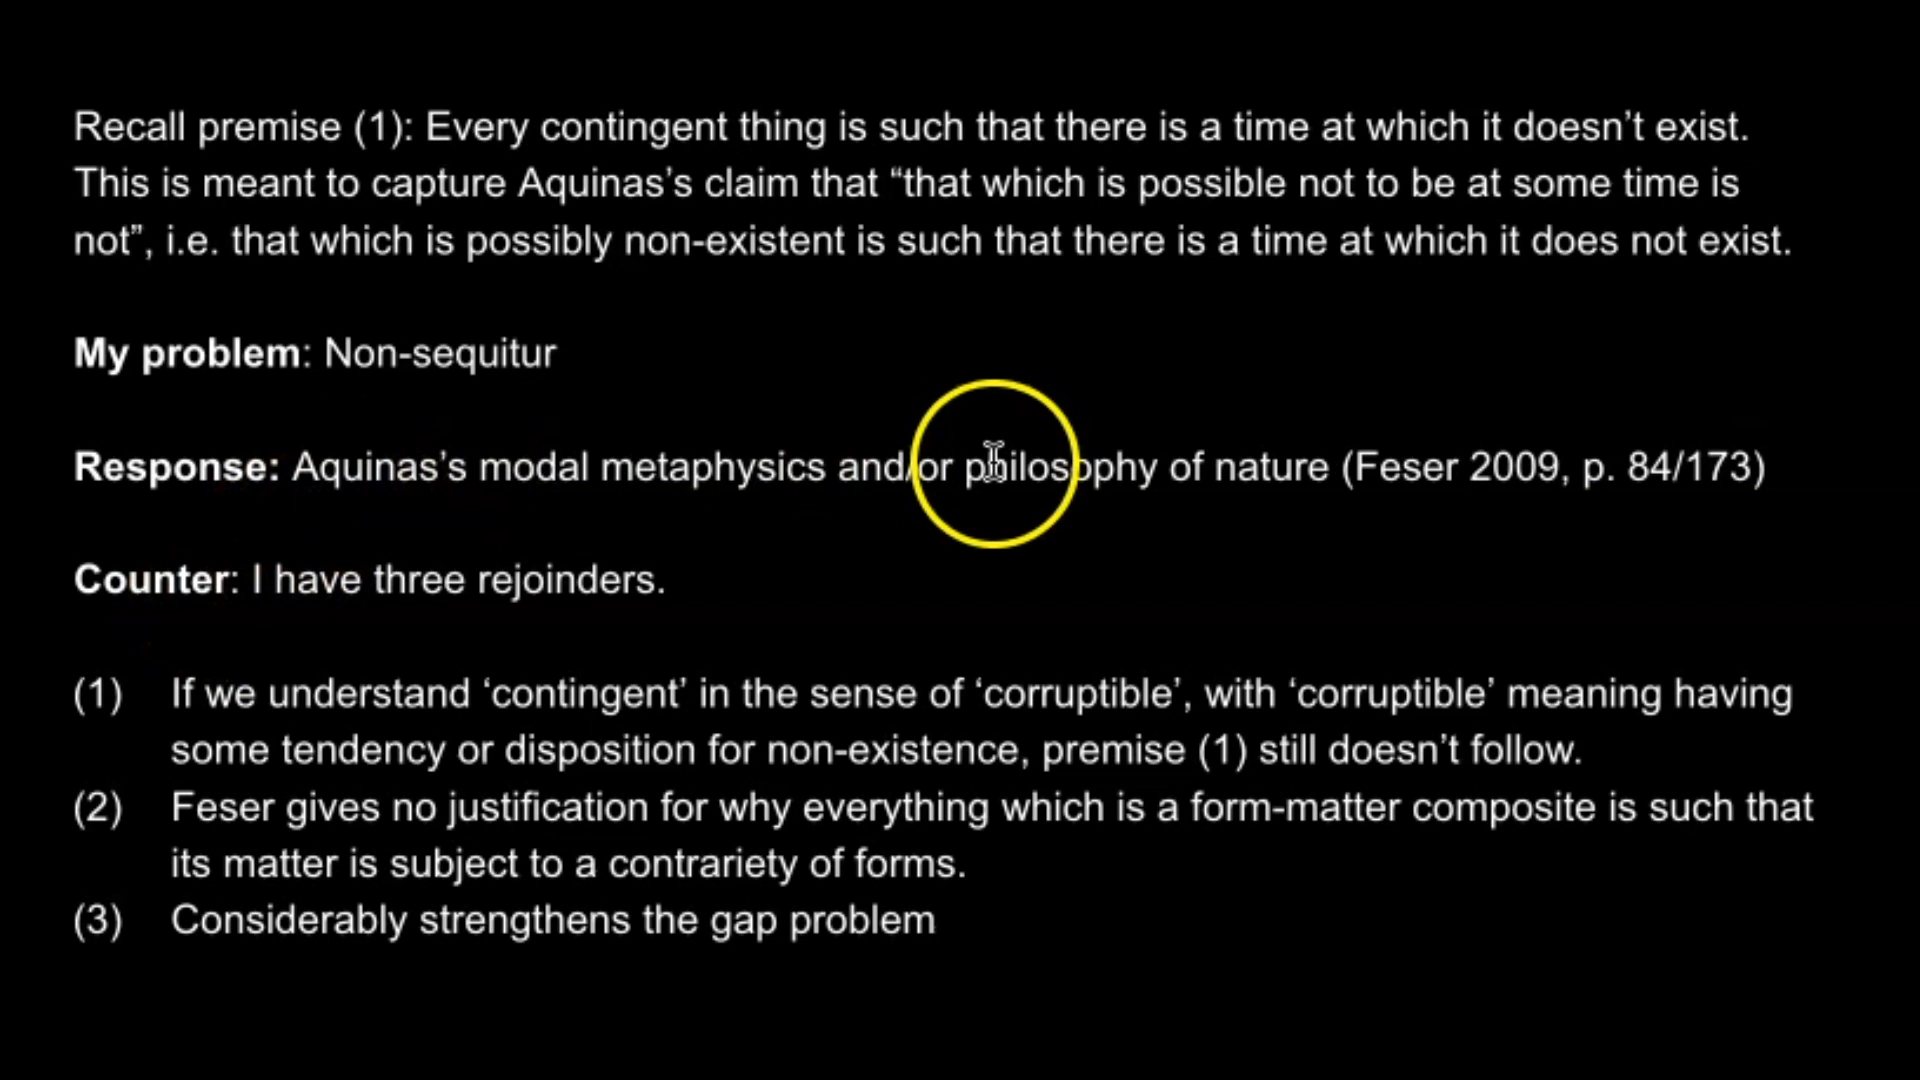 Recall premise (1): Every contingent thing is such that there is a time at which it doesn’t exist.
This is meant to capture Aquinas’s claim that “that which is possible not to be at some time is
not”, i.e. that which is possibly non-existent is such that there is a time at which it does not exist.
My problem: Non-sequitur
Response: Aquinas’s modal metaphysics and/or philosophy of nature (Feser 2009, p. 84/173)
Counter: I have three rejoinders.
(1) If we understand ‘contingent’ in the sense of ‘corruptible’, with ‘corruptible’ meaning having
some tendency or disposition for non-existence, premise (1) still doesn’t follow.
(2) Feser gives no justification for why everything which is a form-matter composite is such that
its matter is subject to a contrariety of forms.
(3) Considerably strengthens the gap problem